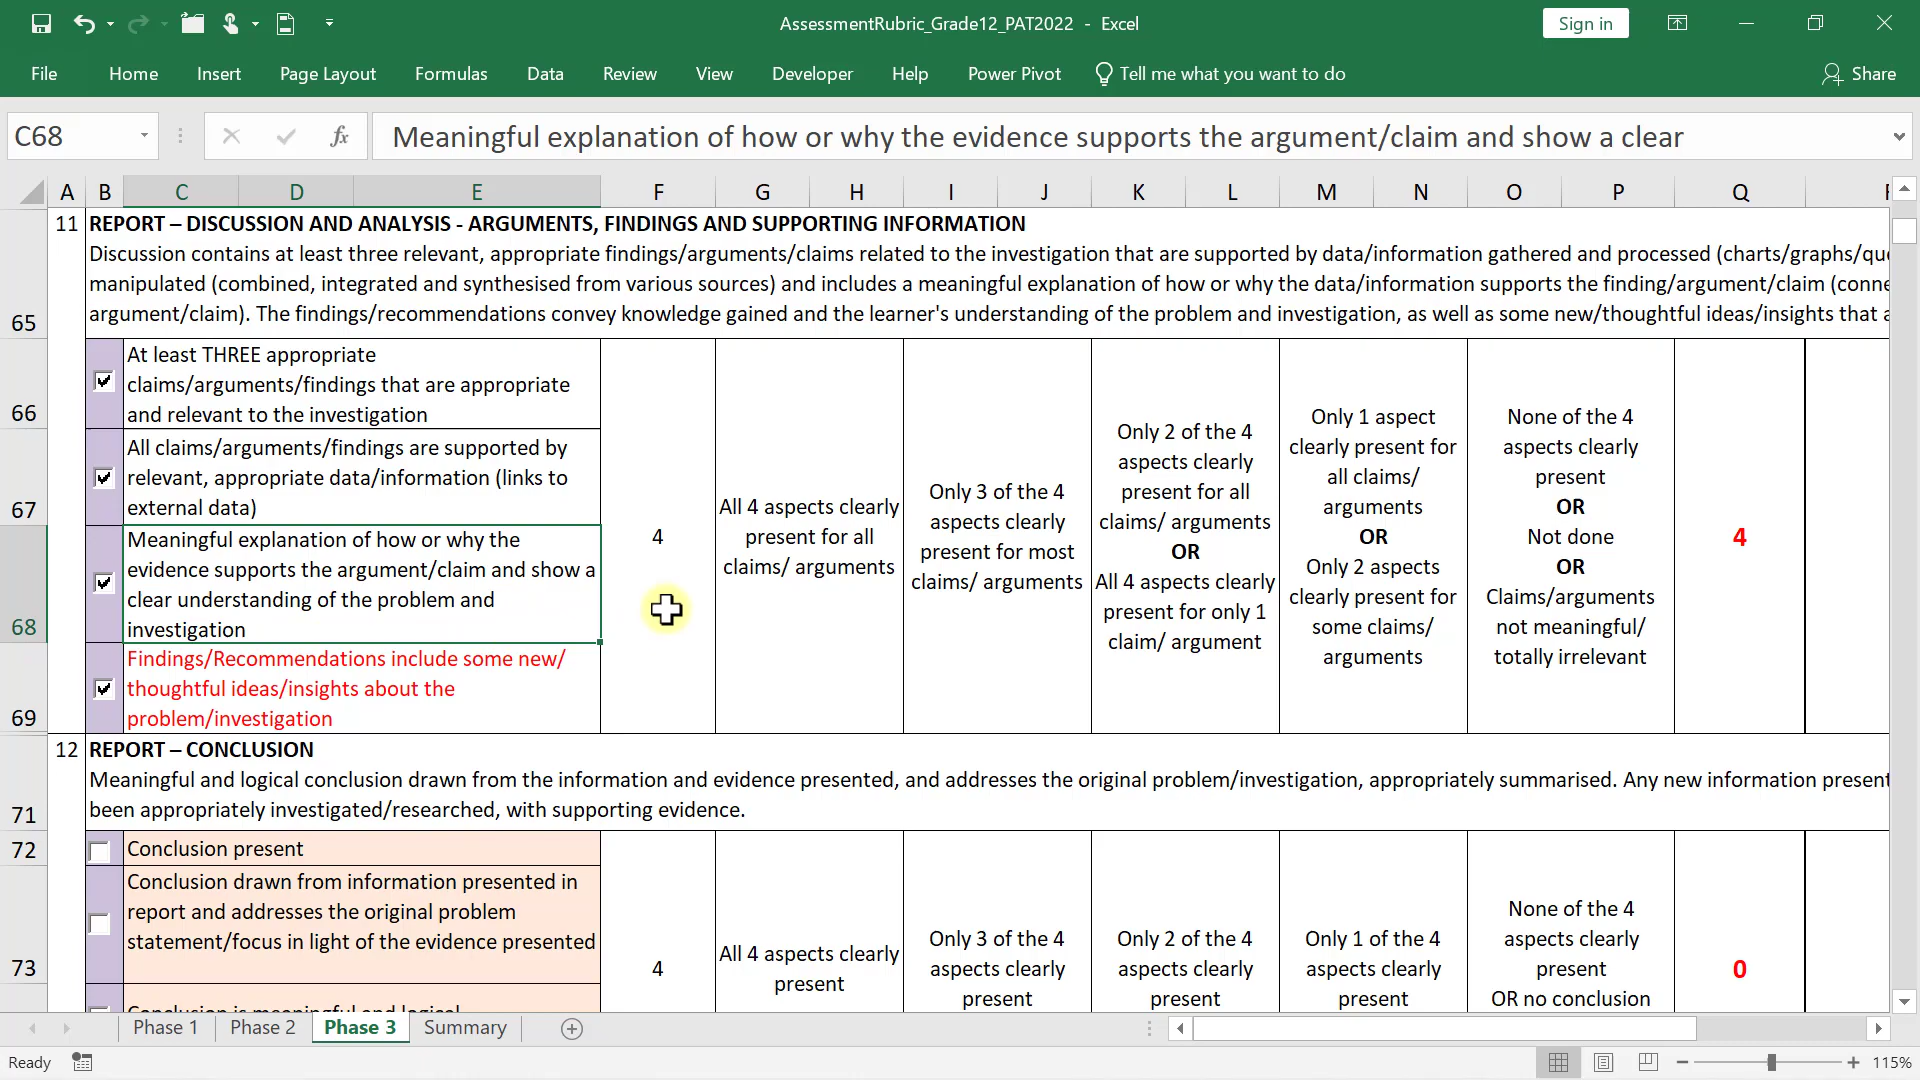 AssessmentRubric_Grade12_PAT2022 - Excel
Sign in
File Home Insert Page Layout Formulas Data Review View Developer Help Power Pivot Tell me what you want to do Share
C68 fx Meaningful explanation of how or why the evidence supports the argument/claim and show a clear
A B C D E F G H I J K L M N O P Q
11 REPORT – DISCUSSION AND ANALYSIS - ARGUMENTS, FINDINGS AND SUPPORTING INFORMATION
Discussion contains at least three relevant, appropriate findings/arguments/claims related to the investigation that are supported by data/information gathered and processed (charts/graphs/que
manipulated (combined, integrated and synthesised from various sources) and includes a meaningful explanation of how or why the data/information supports the finding/argument/claim (conne
argument/claim). The findings/recommendations convey knowledge gained and the learner's understanding of the problem and investigation, as well as some new/thoughtful ideas/insights that a
65
At least THREE appropriate
claims/arguments/findings that are appropriate
and relevant to the investigation
66
All claims/arguments/findings are supported by
relevant, appropriate data/information (links to
external data)
67
Meaningful explanation of how or why the
evidence supports the argument/claim and show a
clear understanding of the problem and
investigation
68
Findings/Recommendations include some new/
thoughtful ideas/insights about the
problem/investigation
69
4
All 4 aspects clearly
present for all
claims/ arguments
Only 3 of the 4
aspects clearly
present for most
claims/ arguments
Only 2 of the 4
aspects clearly
present for all
claims/ arguments
OR
All 4 aspects clearly
present for only 1
claim/ argument
Only 1 aspect
clearly present for
all claims/
arguments
OR
Only 2 aspects
clearly present for
some claims/
arguments
None of the 4
aspects clearly
present
OR
Not done
OR
Claims/arguments
not meaningful/
totally irrelevant
4
12 REPORT – CONCLUSION
Meaningful and logical conclusion drawn from the information and evidence presented, and addresses the original problem/investigation, appropriately summarised. Any new information present
been appropriately investigated/researched, with supporting evidence.
71
72 Conclusion present
Conclusion drawn from information presented in
report and addresses the original problem
statement/focus in light of the evidence presented
73
Conclusion is meaningful and logical
4
All 4 aspects clearly
present
Only 3 of the 4
aspects clearly
present
Only 2 of the 4
aspects clearly
present
Only 1 of the 4
aspects clearly
present
None of the 4
aspects clearly
present
OR no conclusion
0
Phase 1 Phase 2 Phase 3 Summary
Ready 115%